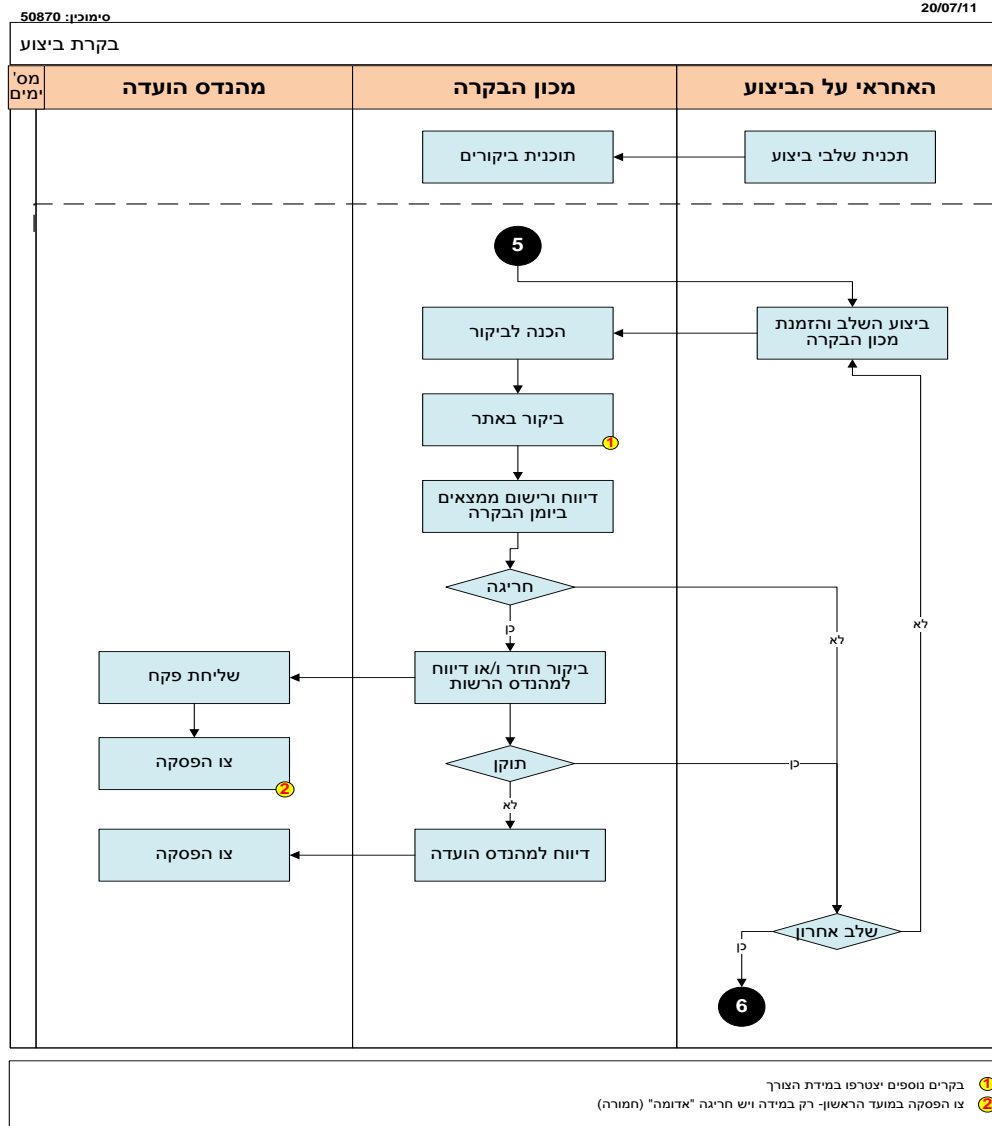 20/07/11
סימוכין: 50870
בקרת ביצוע
האחראי על הביצוע
מכון הבקרה
מהנדס הועדה
מס'
ימים
תכנית שלבי ביצוע
תוכנית ביקורים
5
ביצוע השלב והזמנת
מכון הבקרה
הכנה לביקור
ביקור באתר
1
דיווח ורישום ממצאים
ביומן הבקרה
חריגה
לא
לא
כן
ביקור חוזר ו/או דיווח
למהנדס הרשות
שליחת פקח
צו הפסקה
2
תוקן
כן
לא
דיווח למהנדס הועדה
צו הפסקה
שלב אחרון
כן
6
1 בקרים נוספים יצטרפו במידת הצורך
2 צו הפסקה במועד הראשון- רק במידה ויש חריגה "אדומה" (חמורה)